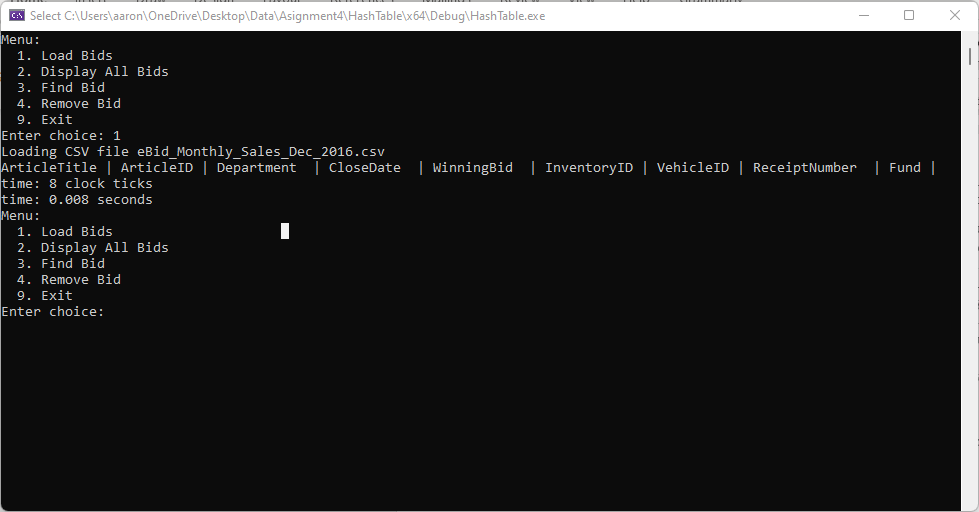 Select C:\Users\aaron\OneDrive\Desktop\Data\Asignment4\HashTable\x64\Debug\HashTable.exe
Menu:
  1. Load Bids
  2. Display All Bids
  3. Find Bid
  4. Remove Bid
  9. Exit
Enter choice: 1
Loading CSV file eBid_Monthly_Sales_Dec_2016.csv
ArticleTitle | ArticleID | Department  | CloseDate  | WinningBid  | InventoryID | VehicleID | ReceiptNumber  | Fund |
time: 8 clock ticks
time: 0.008 seconds
Menu:
  1. Load Bids
  2. Display All Bids
  3. Find Bid
  4. Remove Bid
  9. Exit
Enter choice: